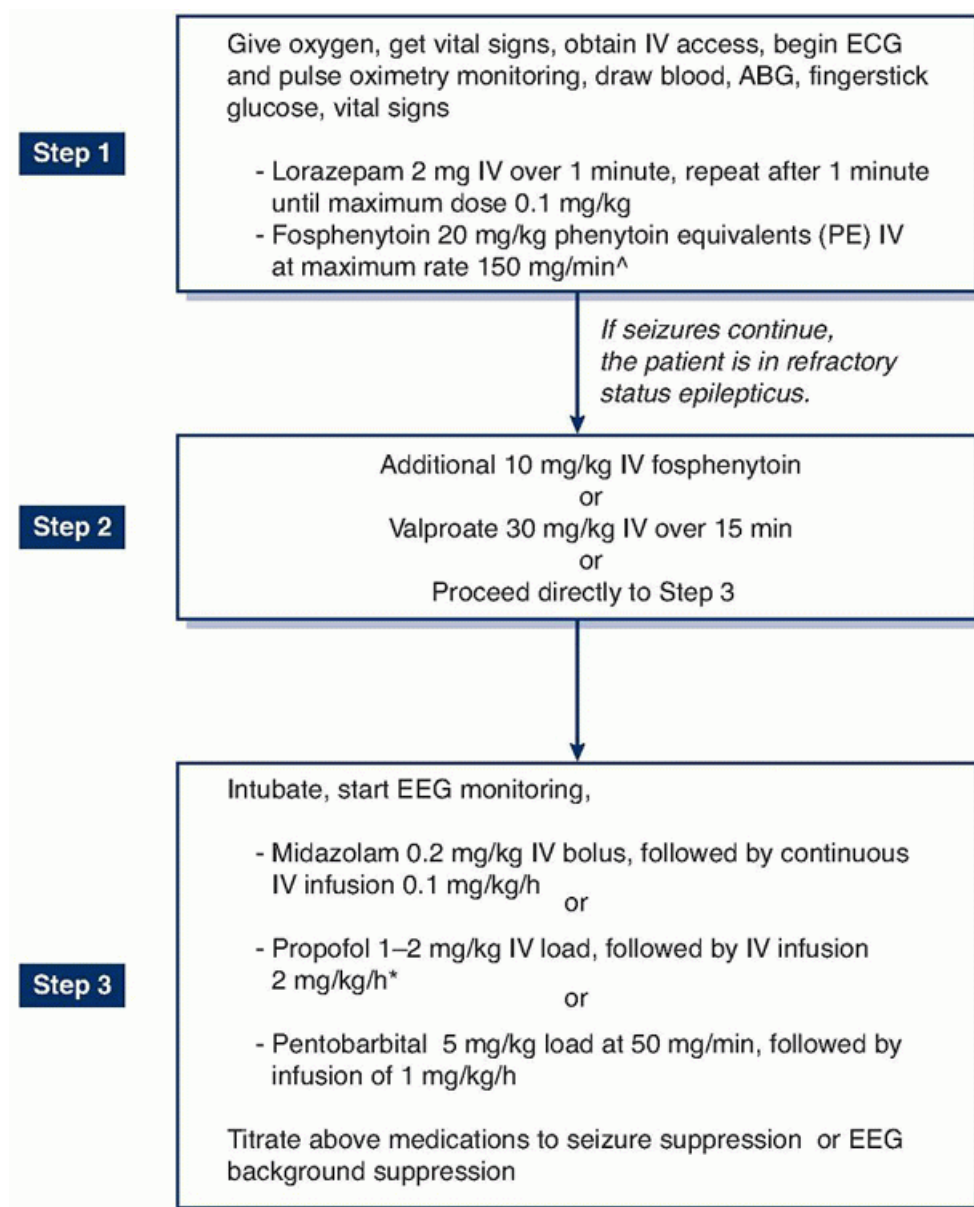 Give oxygen, get vital signs, obtain IV access, begin ECG
and pulse oximetry monitoring, draw blood, ABG, fingerstick
glucose, vital signs
Step 1
- Lorazepam 2 mg IV over 1 minute, repeat after 1 minute
until maximum dose 0.1 mg/kg
- Fosphenytoin 20 mg/kg phenytoin equivalents (PE) IV
at maximum rate 150 mg/min^
If seizures continue,
the patient is in refractory
status epilepticus.
Step 2
Additional 10 mg/kg IV fosphenytoin
or
Valproate 30 mg/kg IV over 15 min
or
Proceed directly to Step 3
Intubate, start EEG monitoring,
- Midazolam 0.2 mg/kg IV bolus, followed by continuous
IV infusion 0.1 mg/kg/h
or
Step 3
- Propofol 1–2 mg/kg IV load, followed by IV infusion
2 mg/kg/h*
or
- Pentobarbital 5 mg/kg load at 50 mg/min, followed by
infusion of 1 mg/kg/h
Titrate above medications to seizure suppression or EEG
background suppression